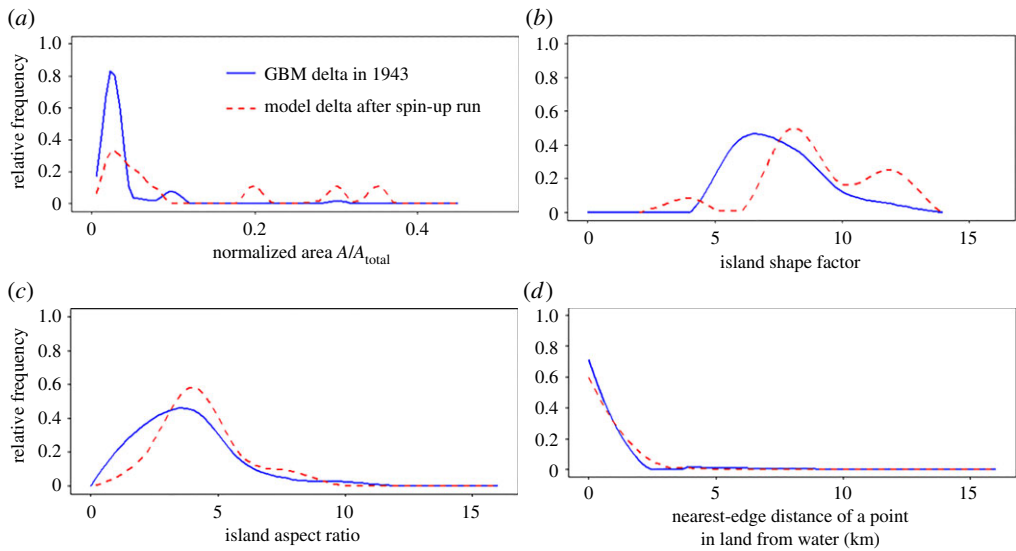 (a)
1.0
0.8
0.6
0.4
0.2
0
relative frequency
GBM delta in 1943
model delta after spin-up run
0 0.2 0.4
normalized area A/Atotal
(b)
1.0
0.8
0.6
0.4
0.2
0
0 5 10 15
island shape factor
(c)
1.0
0.8
0.6
0.4
0.2
0
relative frequency
0 5 10 15
island aspect ratio
(d)
1.0
0.8
0.6
0.4
0.2
0
0 5 10 15
nearest-edge distance of a point
in land from water (km)